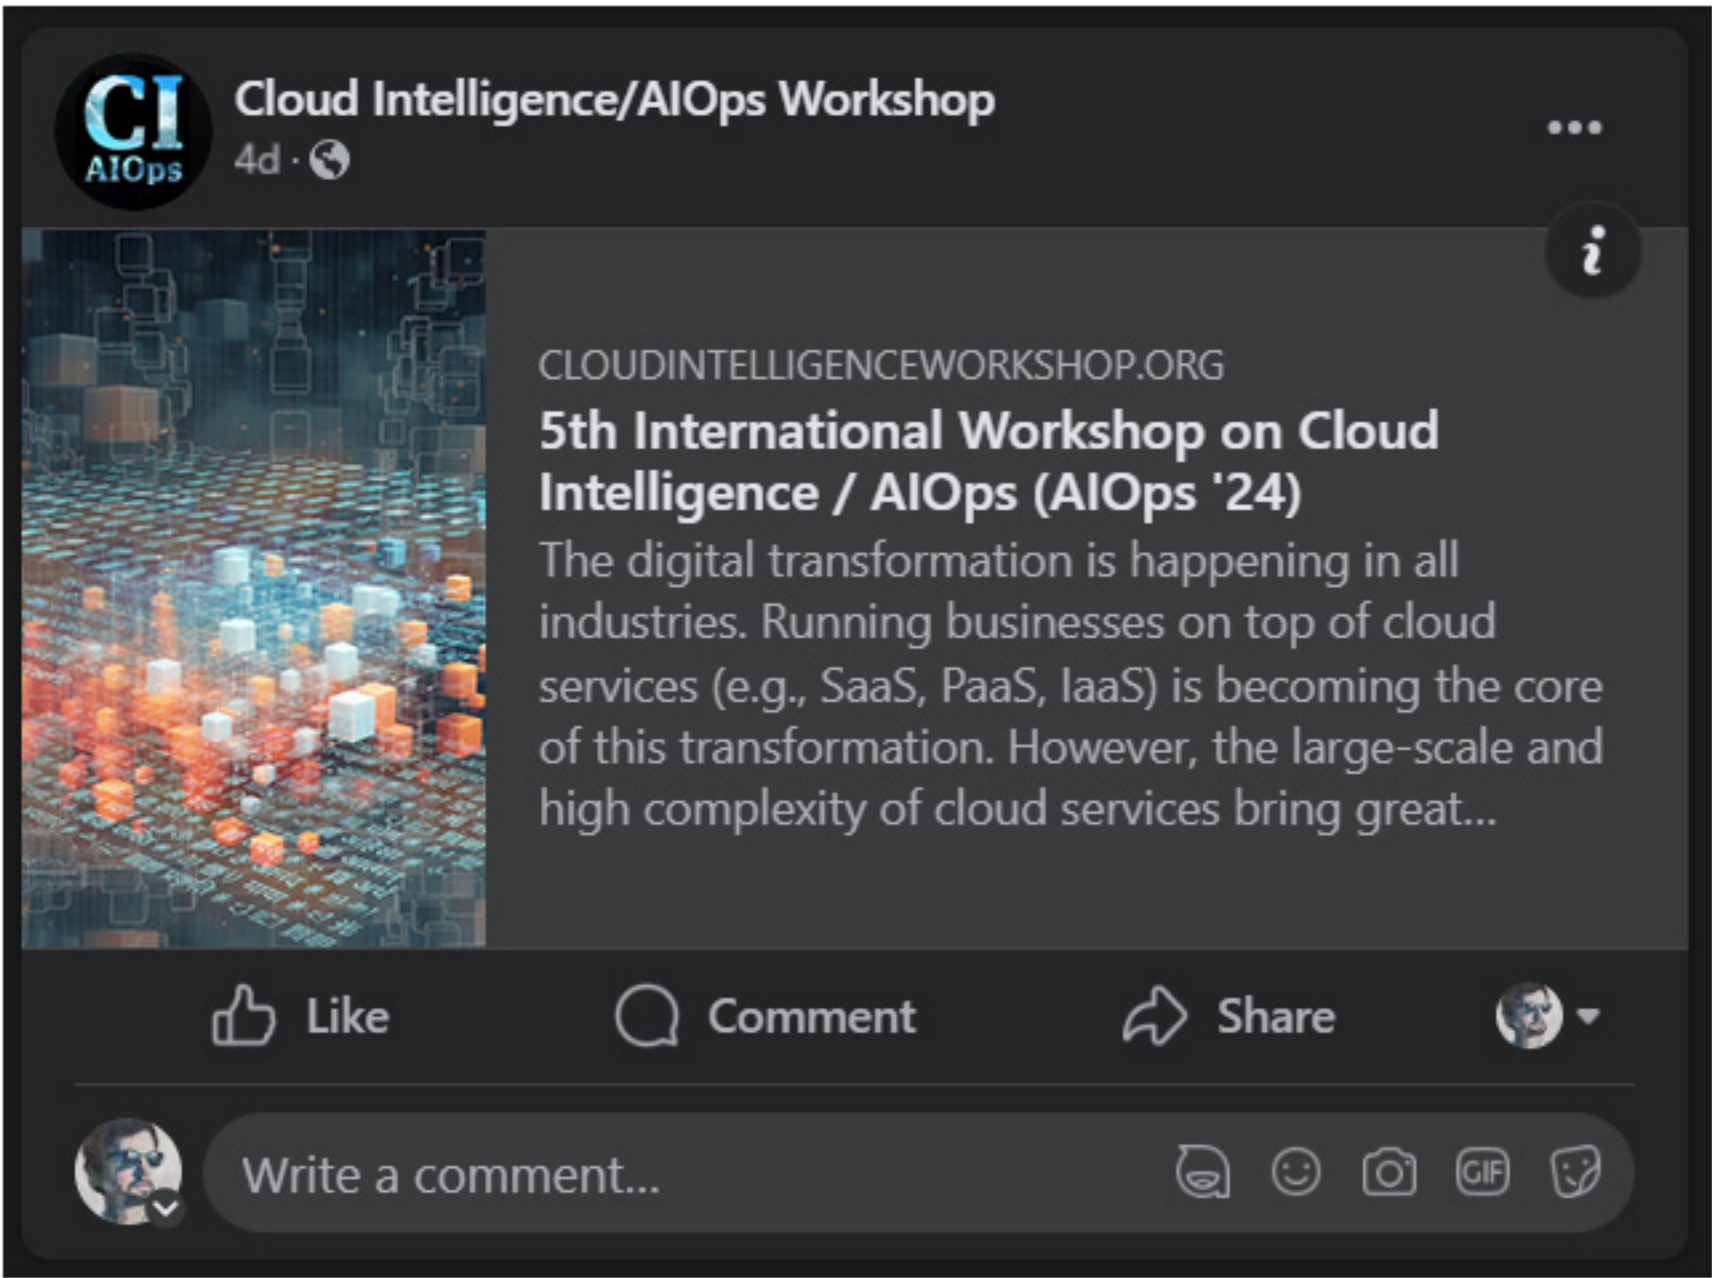 CI
AIOps
Cloud Intelligence/AIOps Workshop
4d ·
CLOUDINTELLIGENCEWORKSHOP.ORG
5th International Workshop on Cloud
Intelligence / AIOps (AIOps '24)
The digital transformation is happening in all
industries. Running businesses on top of cloud
services (e.g., SaaS, PaaS, IaaS) is becoming the core
of this transformation. However, the large-scale and
high complexity of cloud services bring great...
Like
Comment
Share
Write a comment...
GIF